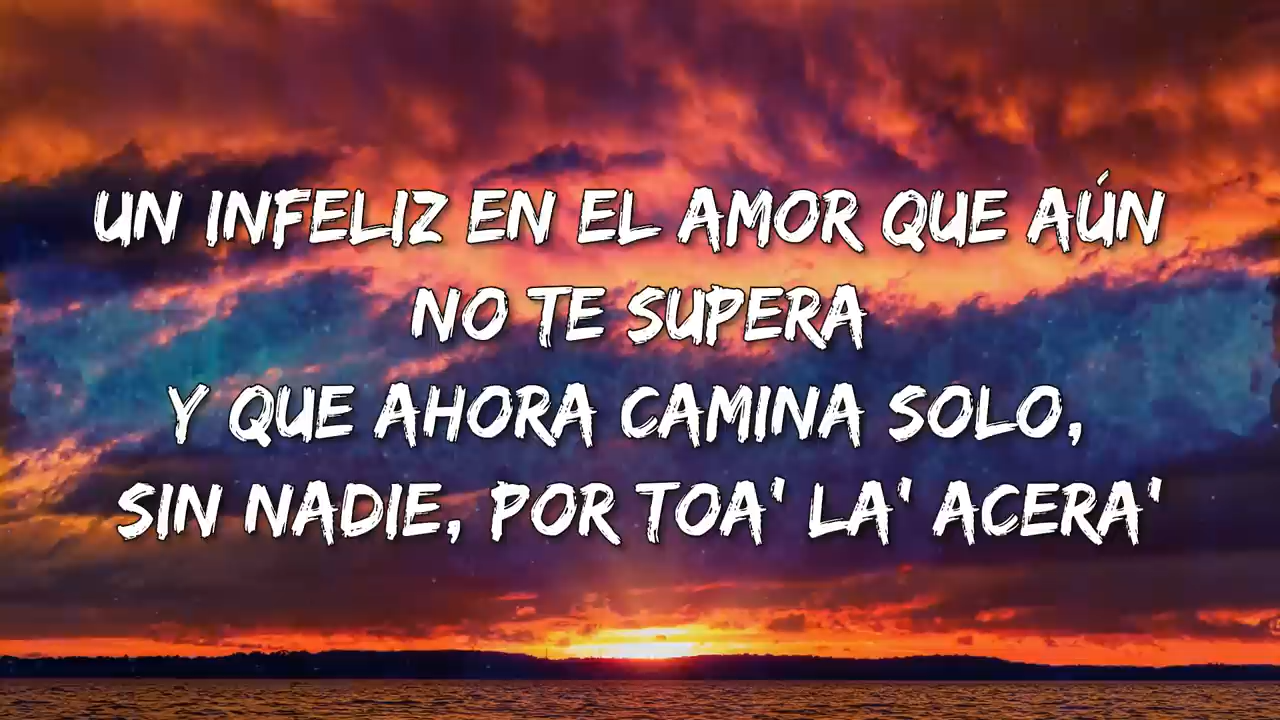 UN INFELIZ EN EL AMOR QUE AÚN
NO TE SUPERA
Y QUE AHORA CAMINA SOLO,
SIN NADIE, POR TOA' LA' ACERA'